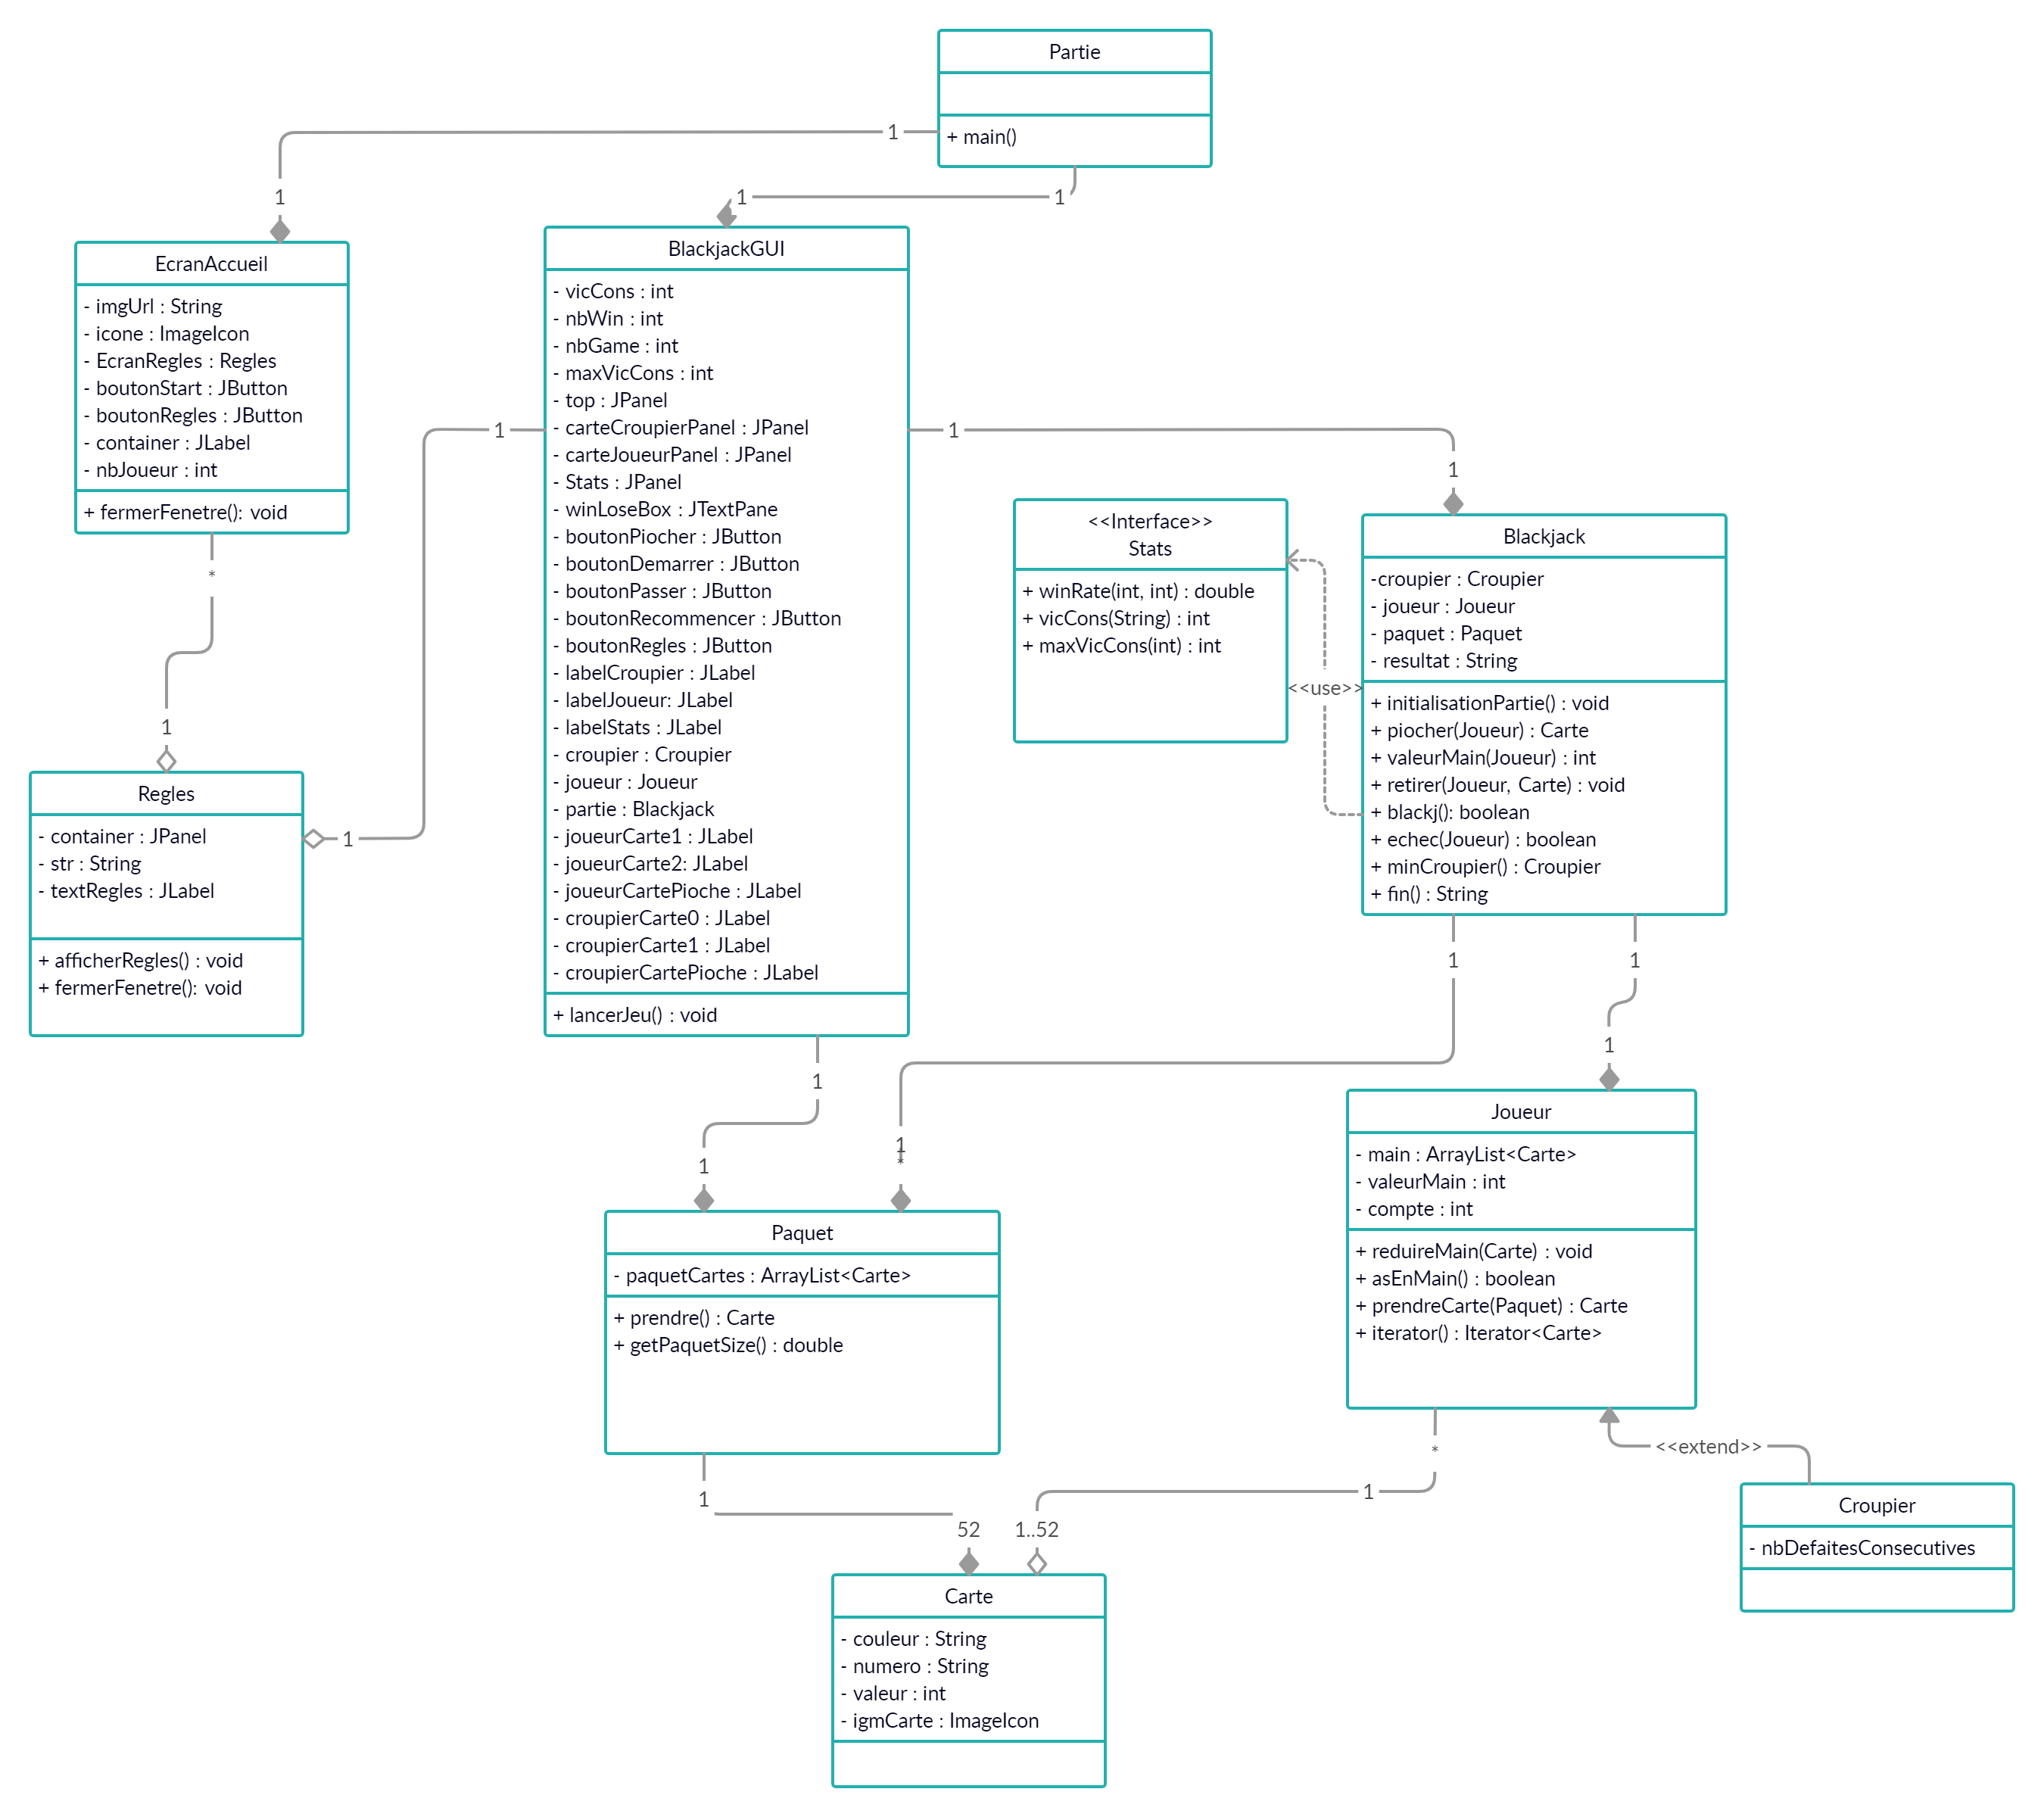 Partie
+ main()
1
1
1
1
EcranAccueil
- imgUrl : String
- icone : ImageIcon
- EcranRegles : Regles
- boutonStart : JButton
- boutonRegles : JButton
- container : JLabel
- nbJoueur : int
+ fermerFenetre(): void
*
1
Regles
- container : JPanel
- str : String
- textRegles : JLabel
+ afficherRegles() : void
+ fermerFenetre(): void
1
1
BlackjackGUI
- vicCons : int
- nbWin : int
- nbGame : int
- maxVicCons : int
- top : JPanel
- carteCroupierPanel : JPanel
- carteJoueurPanel : JPanel
- Stats : JPanel
- winLoseBox : JTextPane
- boutonPiocher : JButton
- boutonDemarrer : JButton
- boutonPasser : JButton
- boutonRecommencer : JButton
- boutonRegles : JButton
- labelCroupier : JLabel
- labelJoueur: JLabel
- labelStats : JLabel
- croupier : Croupier
- joueur : Joueur
- partie : Blackjack
- joueurCarte1 : JLabel
- joueurCarte2: JLabel
- joueurCartePioche : JLabel
- croupierCarte0 : JLabel
- croupierCarte1 : JLabel
- croupierCartePioche : JLabel
+ lancerJeu() : void
1
1
<<Interface>>
Stats
+ winRate(int, int) : double
+ vicCons(String) : int
+ maxVicCons(int) : int
<<use>>
Blackjack
-croupier : Croupier
- joueur : Joueur
- paquet : Paquet
- resultat : String
+ initialisationPartie() : void
+ piocher(Joueur) : Carte
+ valeurMain(Joueur) : int
+ retirer(Joueur, Carte) : void
+ blackj(): boolean
+ echec(Joueur) : boolean
+ minCroupier() : Croupier
+ fin() : String
1
1
1
1
1
1
*
Paquet
- paquetCartes : ArrayList<Carte>
+ prendre() : Carte
+ getPaquetSize() : double
Joueur
- main : ArrayList<Carte>
- valeurMain : int
- compte : int
+ reduireMain(Carte) : void
+ asEnMain() : boolean
+ prendreCarte(Paquet) : Carte
+ iterator() : Iterator<Carte>
*
<<extend>>
1
1
52
1..52
Croupier
- nbDefaitesConsecutives
Carte
- couleur : String
- numero : String
- valeur : int
- igmCarte : ImageIcon